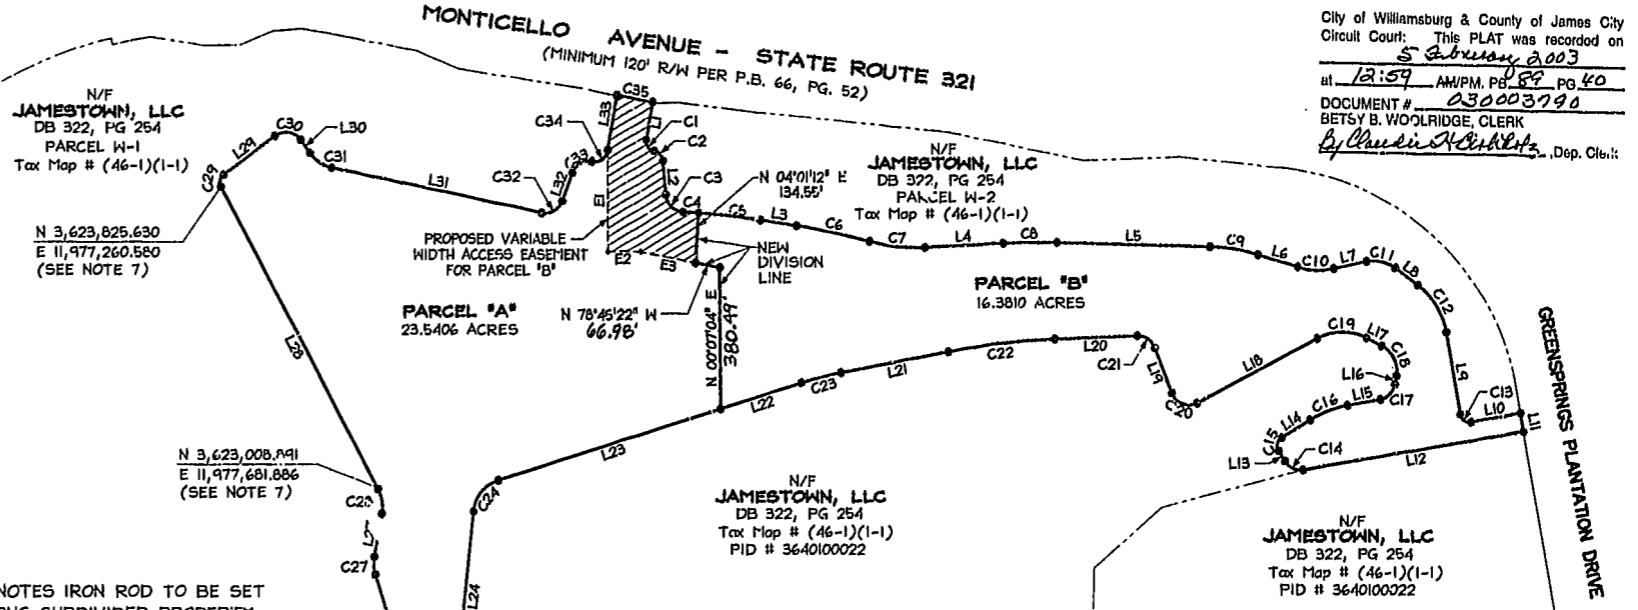 MONTICELLO AVENUE - STATE ROUTE 321
(MINIMUM 120' R/W PER P.B. 66, PG. 52)
City of Williamsburg & County of James City
Circuit Court: This PLAT was recorded on
5 February 2003
at 12:59 AM/PM. PB 89 PG 40
DOCUMENT # 030003790
BETSY B. WOOLRIDGE, CLERK
By , Dep. Clerk
N/F
JAMESTOWN, LLC
DB 322, PG 254
PARCEL W-1
Tax Map # (46-1)(1-1)
C29
L29
C30
L30
C31
L31
C32
L32
C33
C34
L33
C35
L1
C1
C2
L2
C3
C4
N 04°01'12" E
134.55'
N/F
JAMESTOWN, LLC
DB 322, PG 254
PARCEL W-2
Tax Map # (46-1)(1-1)
C5
L3
C6
C7
L4
C8
L5
C9
L6
C10
L7
C11
L8
C12
L9
C13
L10
L11
L12
N 3,623,825.630
E 11,977,260.580
(SEE NOTE 7)
PROPOSED VARIABLE
WIDTH ACCESS EASEMENT
FOR PARCEL "B"
E1
E2
E3
NEW
DIVISION
LINE
PARCEL "A"
23.5406 ACRES
N 78°45'22" W
66.98'
N 00°07'04" E
380.49'
PARCEL "B"
16.3810 ACRES
GREENSPRINGS PLANTATION DRIVE
L28
L22
C23
L21
C22
L20
C21
L19
C20
L18
C19
L17
C18
L16
C17
L15
C16
L14
C15
L13
C14
L23
C24
L24
N 3,623,008.891
E 11,977,681.886
(SEE NOTE 7)
C28
C27
N/F
JAMESTOWN, LLC
DB 322, PG 254
Tax Map # (46-1)(1-1)
PID # 3640100022
N/F
JAMESTOWN, LLC
DB 322, PG 254
Tax Map # (46-1)(1-1)
PID # 3640100022
NOTES IRON ROD TO BE SET
SUBDIVIDED PROPERTY